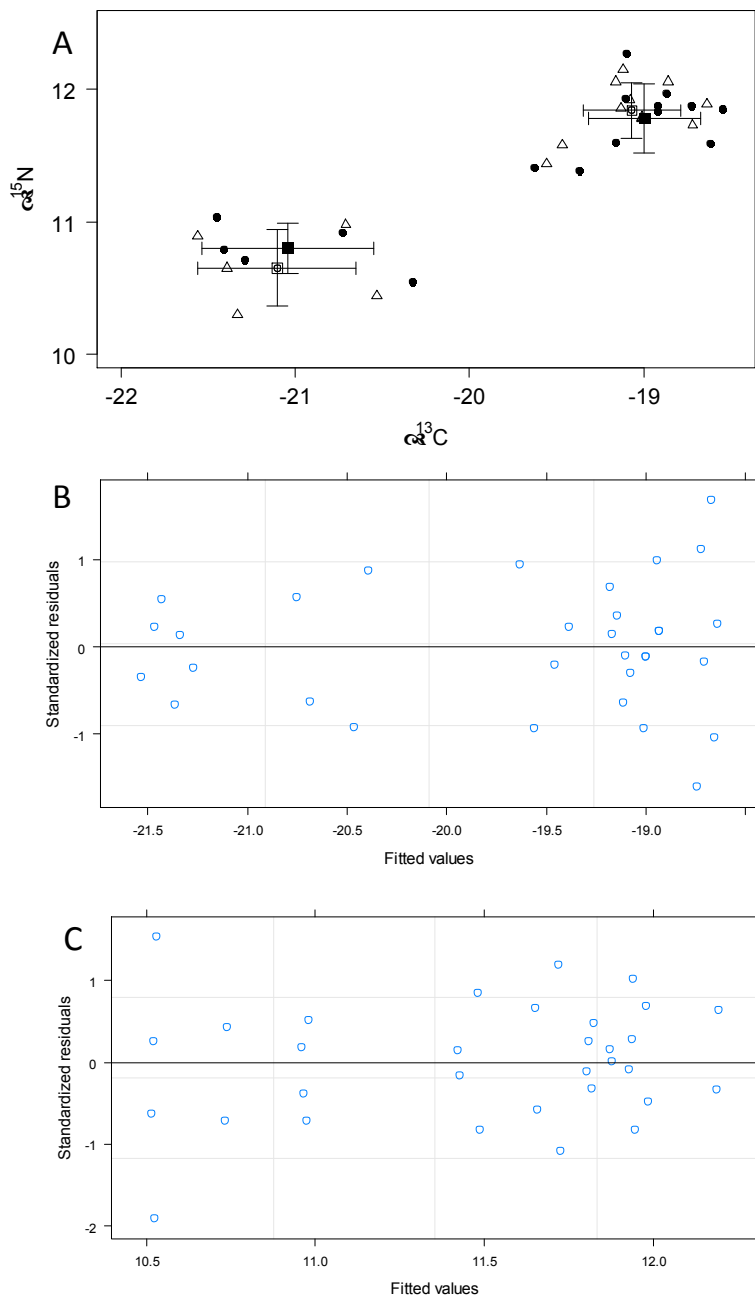 A
12
11
10
¹⁵N
-22 -21 -20 -19
¹³C
B
1
0
-1
Standardized residuals
-21.5 -21.0 -20.5 -20.0 -19.5 -19.0
Fitted values
C
1
0
-1
-2
Standardized residuals
10.5 11.0 11.5 12.0
Fitted values